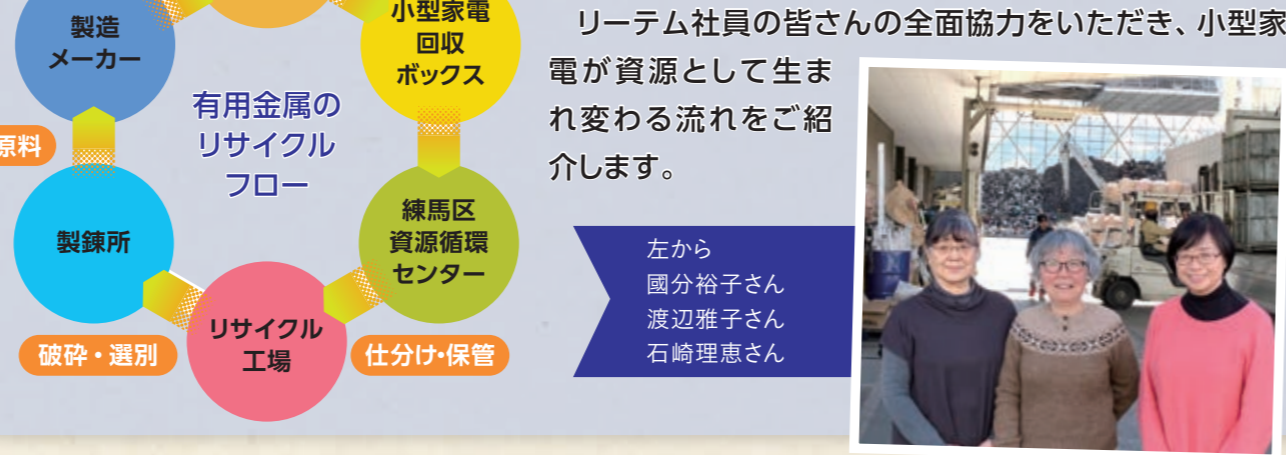 製造
メーカー
小型家電
回収
ボックス
有用金属の
リサイクル
フロー
原料
製錬所
練馬区
資源循環
センター
リサイクル
工場
破砕・選別
仕分け・保管
リーテム社員の皆さんの全面協力をいただき、小型家
電が資源として生ま
れ変わる流れをご紹
介します。
左から
國分裕子さん
渡辺雅子さん
石崎理恵さん